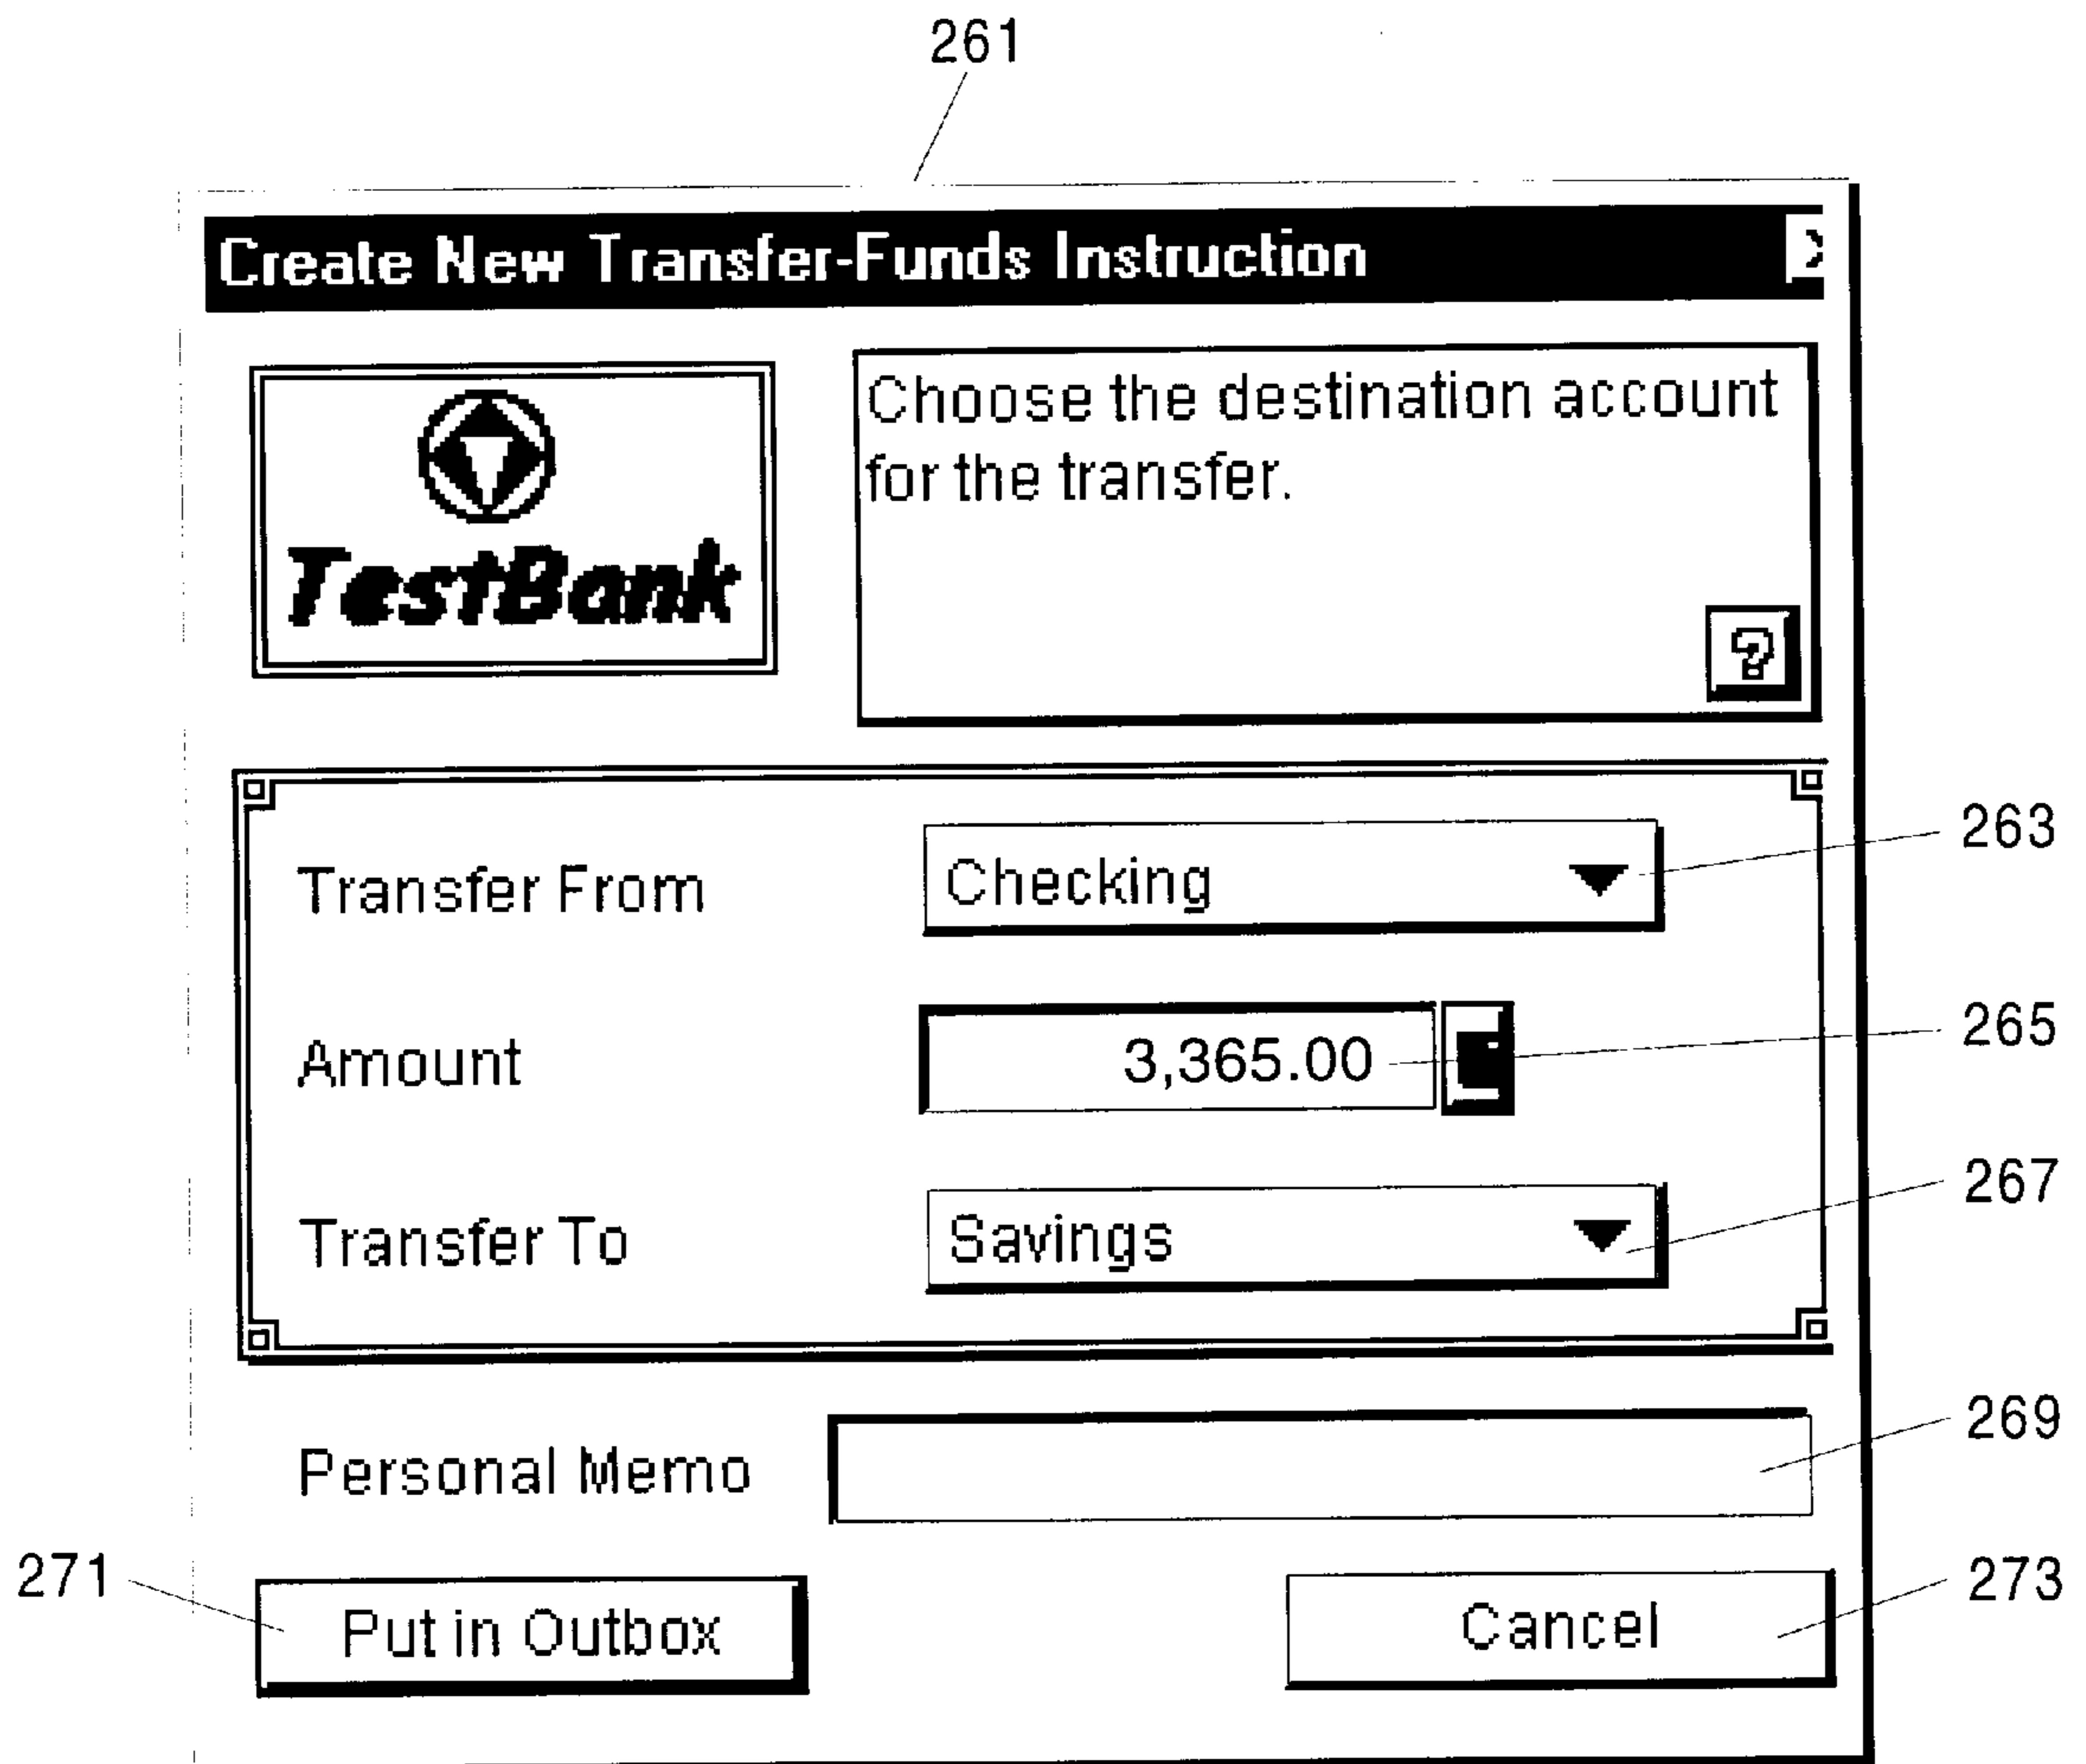 261
Create New Transfer-Funds Instruction
TestBank
Choose the destination account
for the transfer.
?
Transfer From
Checking
263
Amount
3,365.00
265
Transfer To
Savings
267
Personal Memo
269
271
Put in Outbox
Cancel
273